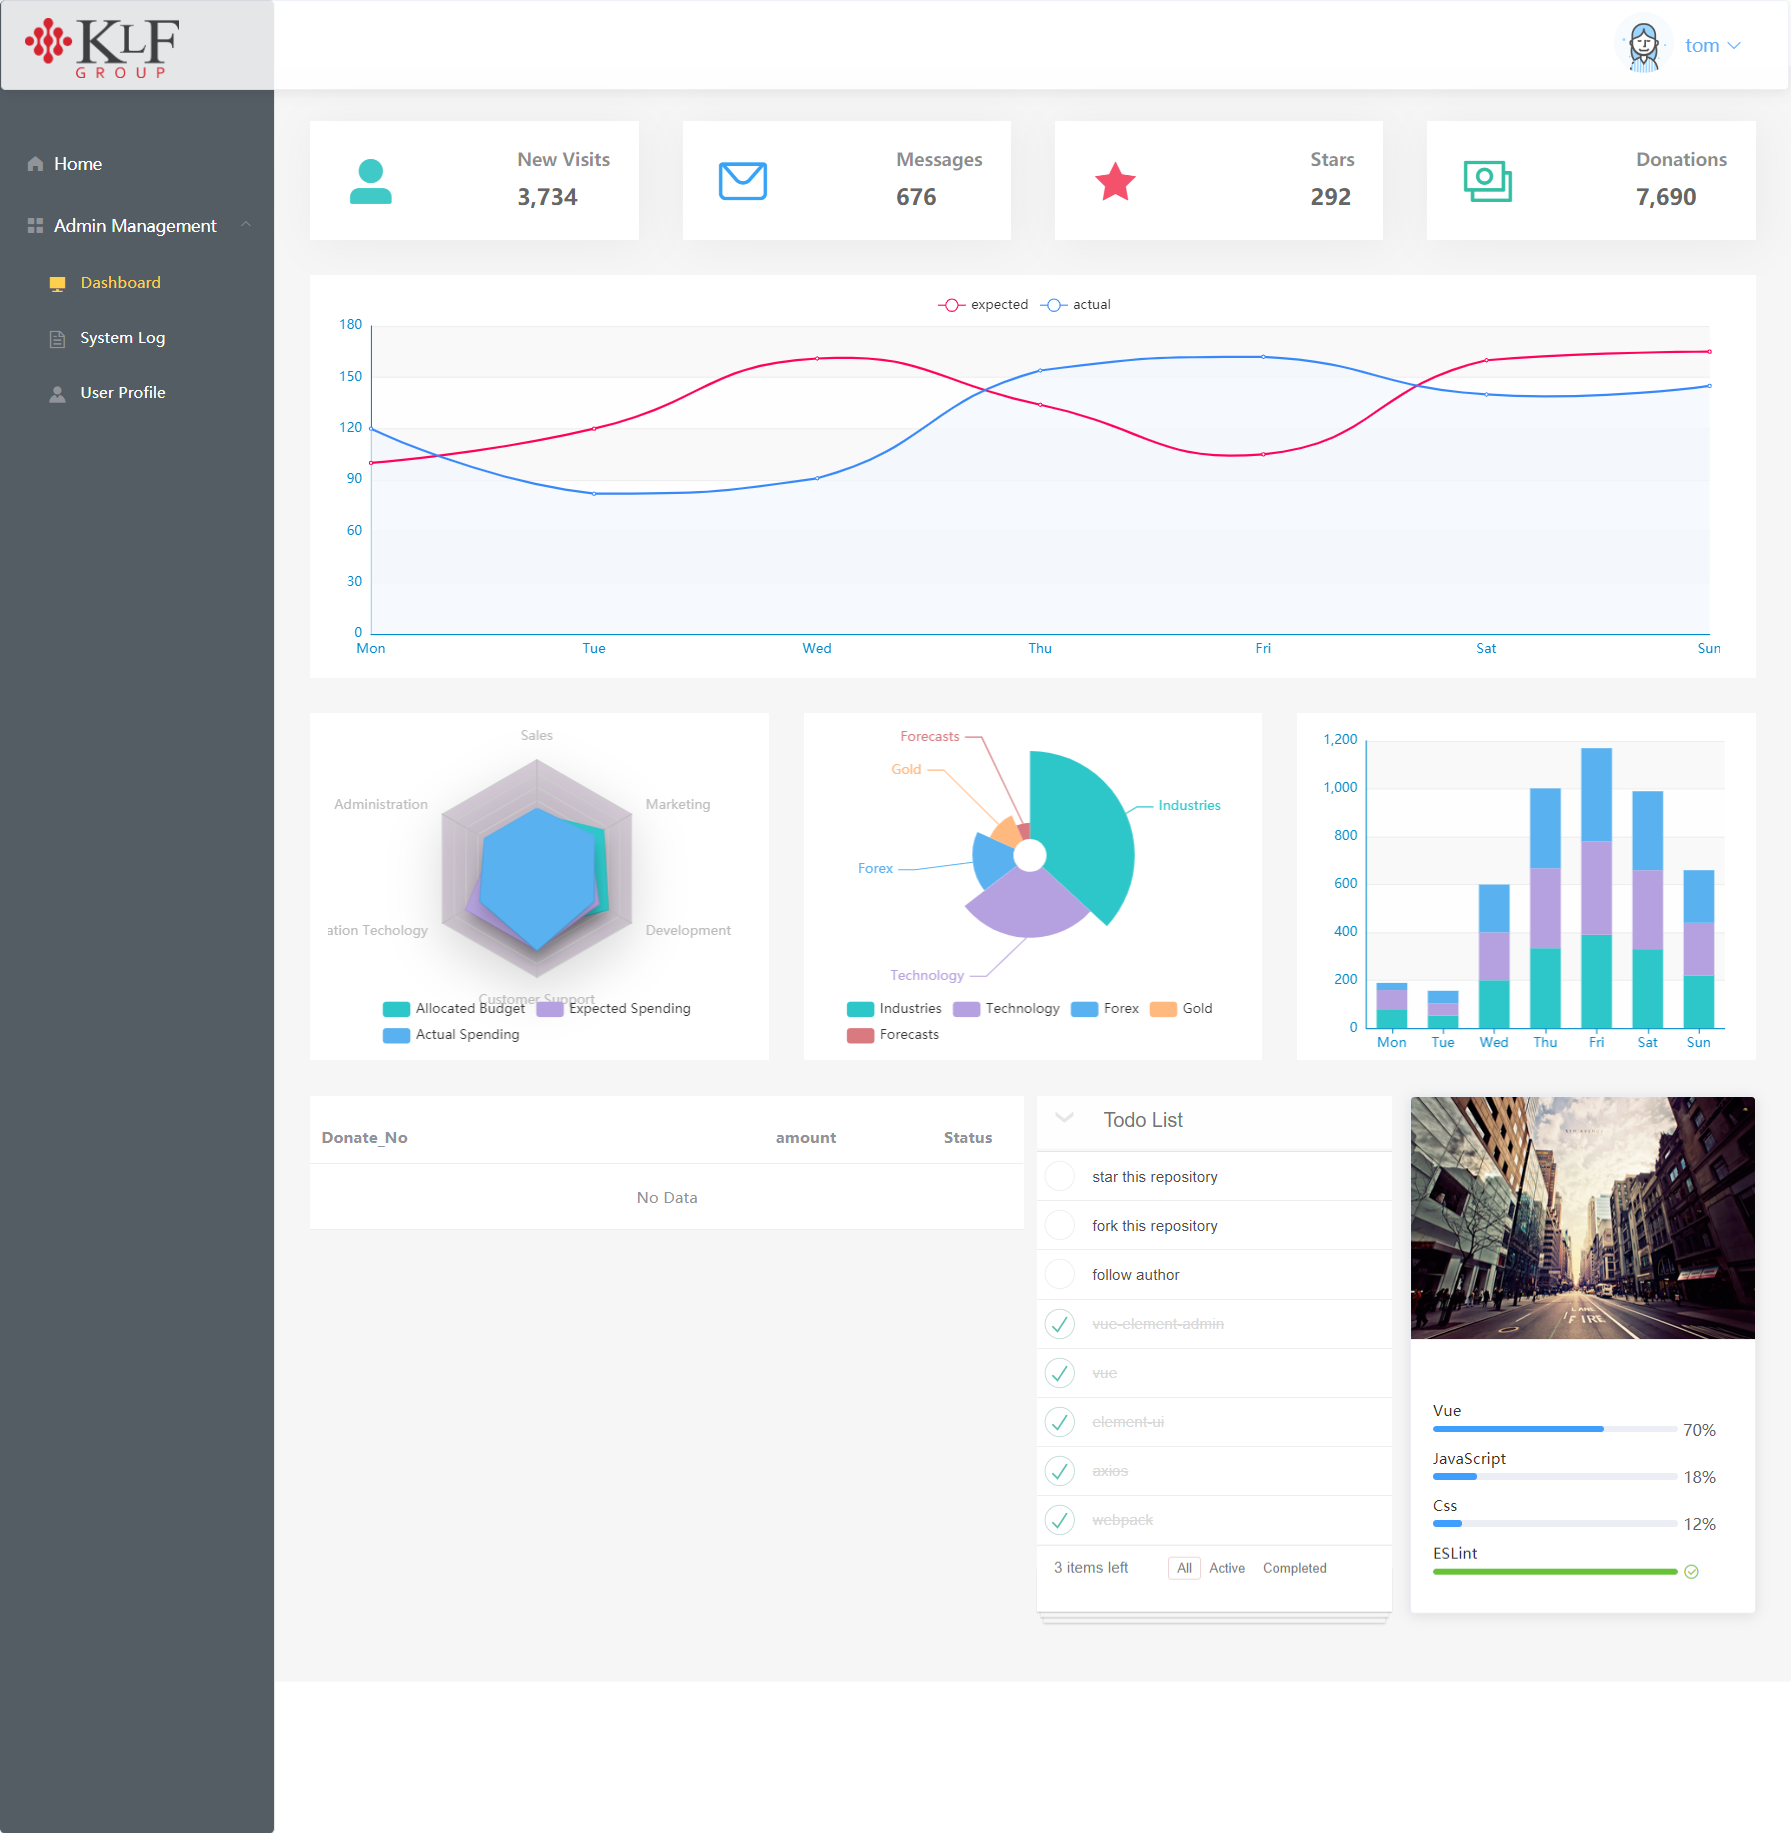 KLF
GROUP
tom
Home
Admin Management
Dashboard
System Log
User Profile
New Visits
3,734
Messages
676
Stars
292
Donations
7,690
expected actual
180
150
120
90
60
30
0
Mon Tue Wed Thu Fri Sat Sun
Sales
Administration
Marketing
ation Techology
Development
Customer Support
Allocated Budget Expected Spending
Actual Spending
Forecasts
Gold
Industries
Forex
Technology
Industries Technology Forex Gold
Forecasts
1,200
1,000
800
600
400
200
0
Mon Tue Wed Thu Fri Sat Sun
Donate_No amount Status
No Data
Todo List
star this repository
fork this repository
follow author
vue-element-admin
vue
element-ui
axios
webpack
3 items left All Active Completed
LANE
FIRE
Vue
70%
JavaScript
18%
Css
12%
ESLint